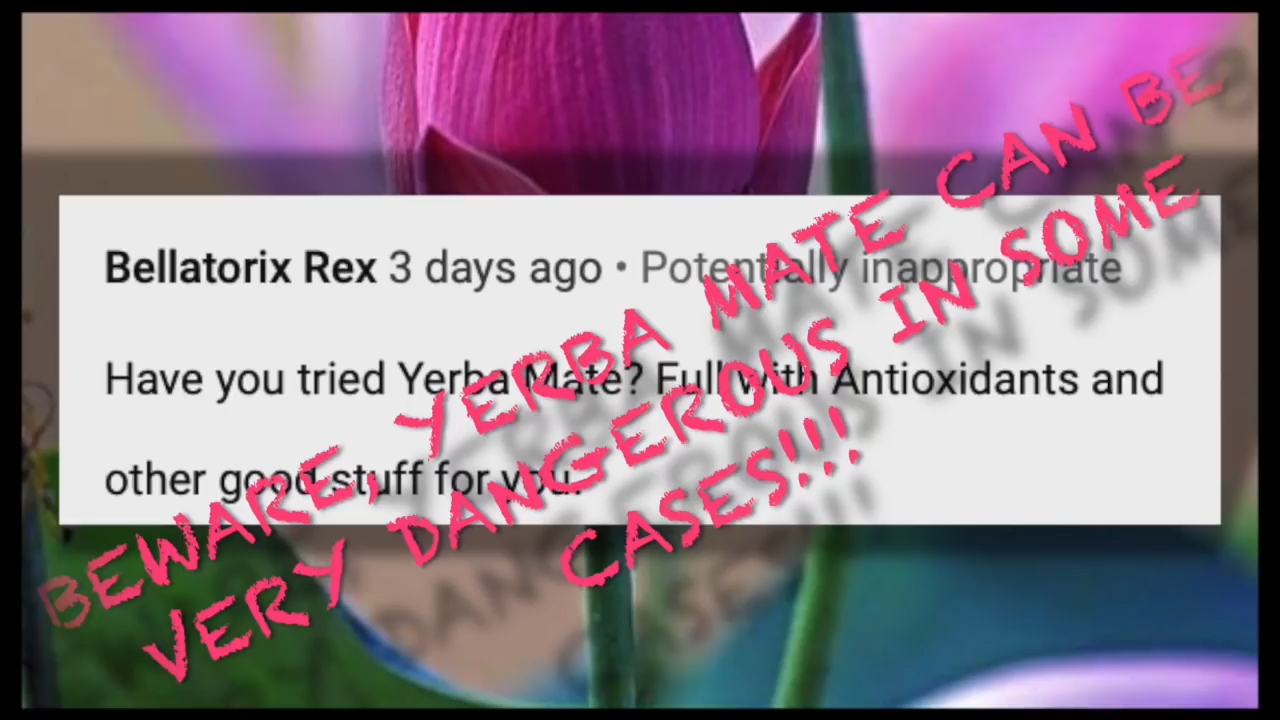 Bellatorix Rex 3 days ago • Potentially inappropriate
Have you tried Yerba Mate? Full with Antioxidants and
other good stuff for you.
BEWARE, YERBA MATE CAN BE
VERY DANGEROUS IN SOME
CASES!!!